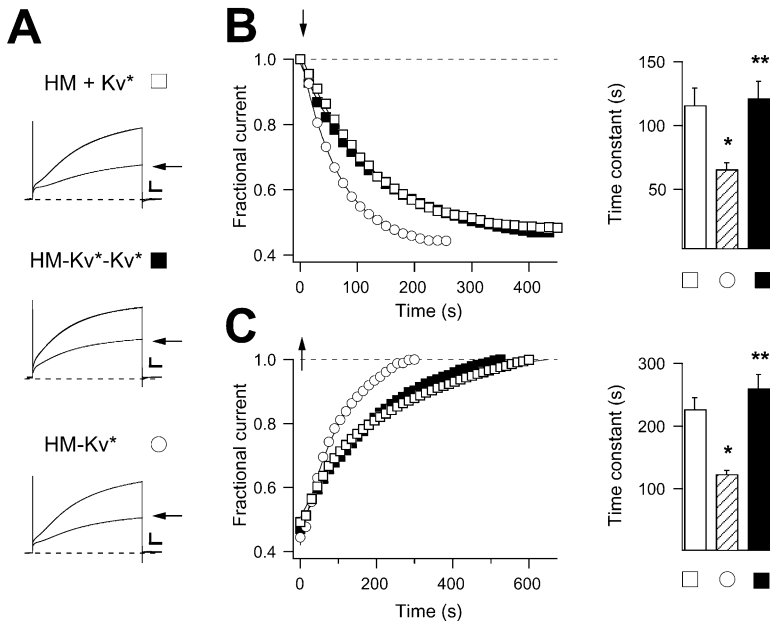 A
HM + Kv*
HM-Kv*-Kv*
HM-Kv*
B
Fractional current
1.0
0.8
0.6
0.4
0
100
200
300
400
Time (s)
Time constant (s)
150
100
50
*
**
C
Fractional current
1.0
0.8
0.6
0.4
0
200
400
600
Time (s)
Time constant (s)
300
200
100
*
**